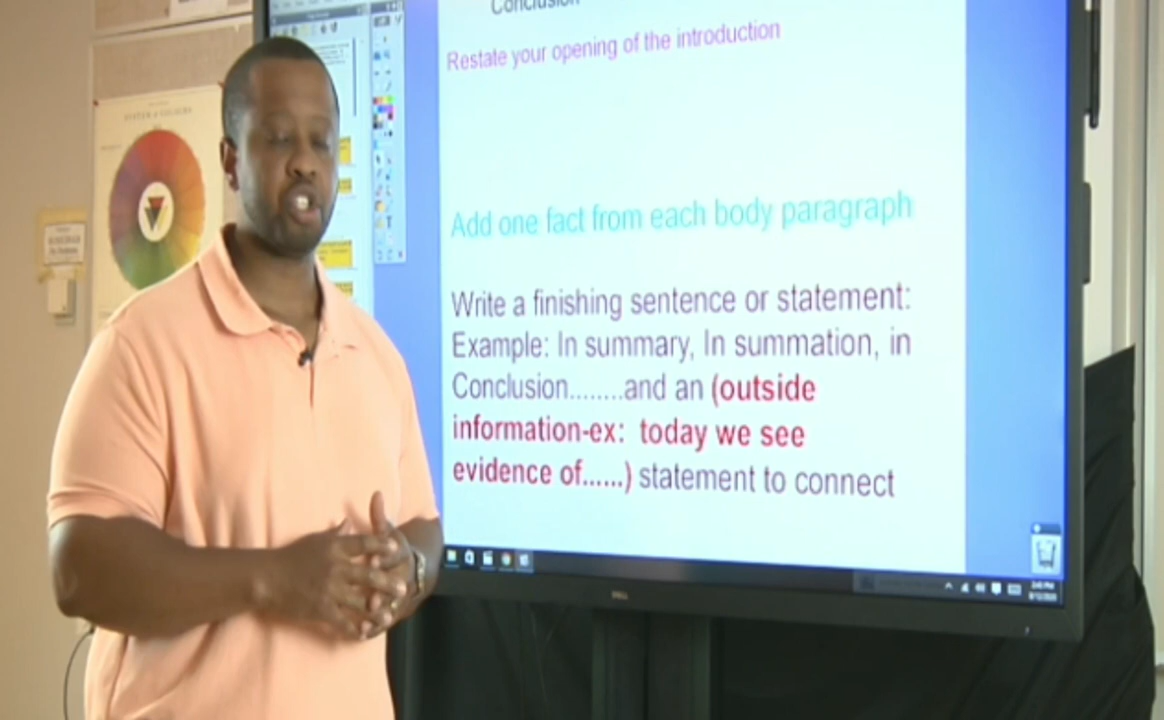 Conclusion
Restate your opening of the introduction
Add one fact from each body paragraph
Write a finishing sentence or statement:
Example: In summary, In summation, in
Conclusion........and an (outside
information-ex: today we see
evidence of......) statement to connect
DELL